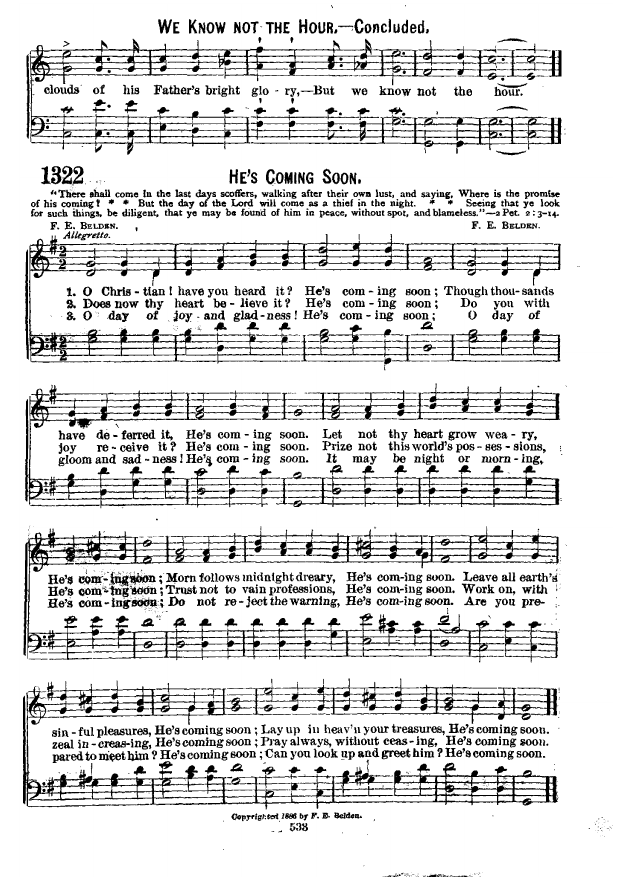 WE KNOW NOT THE HOUR.—Concluded.
clouds of his Father's bright glo - ry,—But we know not the hour.
1322 HE'S COMING SOON.
"There shall come In the last days scoffers, walking after their own lust, and saying, Where is the promise
of his coming? * * But the day of the Lord will come as a thief in the night. * * Seeing that ye look
for such things, be diligent, that ye may be found of him in peace, without spot, and blameless."—2 Pet. 2:3-14.
F. E. BELDEN. F. E. BELDEN.
Allegretto.
1. O Chris - tian! have you heard it? He's com - ing soon; Though thou-sands
2. Does now thy heart be - lieve it? He's com - ing soon; Do you with
3. O day of joy and glad - ness! He's com - ing soon; O day of
have de - ferred it, He's com - ing soon. Let not thy heart grow wea - ry,
joy re - ceive it? He's com - ing soon. Prize not this world's pos - ses - sions,
gloom and sad - ness! He's com - ing soon. It may be night or morn - ing,
He's com - ing soon; Morn follows midnight dreary, He's com-ing soon. Leave all earth's
He's com - ing soon; Trust not to vain professions, He's com-ing soon. Work on, with
He's com - ing soon; Do not re - ject the warning, He's com-ing soon. Are you pre-
sin - ful pleasures, He's coming soon; Lay up in heav'n your treasures, He's coming soon.
zeal in - creas-ing, He's coming soon; Pray always, without ceas - ing, He's coming soon.
pared to meet him? He's coming soon; Can you look up and greet him? He's coming soon.
Copyrighted 1886 by F. E. Belden.
533